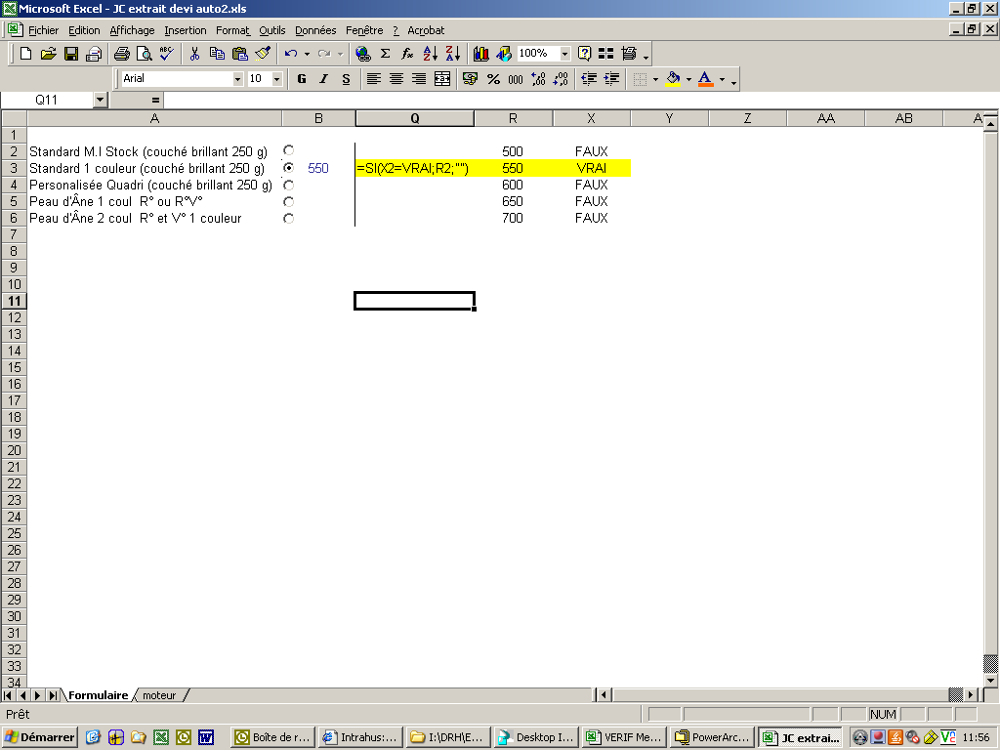 Microsoft Excel - JC extrait devi auto2.xls
Fichier Edition Affichage Insertion Format Outils Données Fenêtre ? Acrobat
100%
Arial 10 G I S
Q11 =
A B Q R X Y Z AA AB A
1
2 Standard M.I Stock (couché brillant 250 g) 500 FAUX
3 Standard 1 couleur (couché brillant 250 g) 550 =SI(X2=VRAI;R2;"") 550 VRAI
4 Personalisée Quadri (couché brillant 250 g) 600 FAUX
5 Peau d'Âne 1 coul R° ou R°V° 650 FAUX
6 Peau d'Âne 2 coul R° et V° 1 couleur 700 FAUX
7
8
9
10
11
12
13
14
15
16
17
18
19
20
21
22
23
24
25
26
27
28
29
30
31
32
33
34
Formulaire moteur
Prêt NUM
Démarrer Boîte de r... Intrahus:... I:\DRH\E... Desktop I... VERIF Me... PowerArc... JC extrai... 11:56